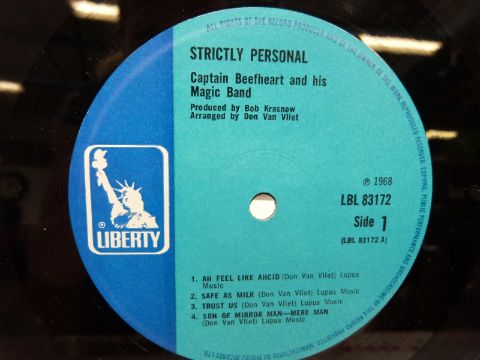 ALL RIGHTS OF THE RECORD PRODUCER AND OF THE OWNER OF THE WORK REPRODUCED RESERVED. COPYING, PUBLIC PERFORMANCE AND BROADCASTING OF THIS RECORD PROHIBITED
STRICTLY PERSONAL
Captain Beefheart and his
Magic Band
Produced by Bob Krasnow
Arranged by Don Van Vliet
℗ 1968
LBL 83172
Side 1
(LBL 83172 A)
® LIBERTY
1. AH FEEL LIKE AHCID (Don Van Vliet) Lupus
Music
2. SAFE AS MILK (Don Van Vliet) Lupus Music
3. TRUST US (Don Van Vliet) Lupus Music
4. SON OF MIRROR MAN—MERE MAN
(Don Van Vliet) Lupus Music